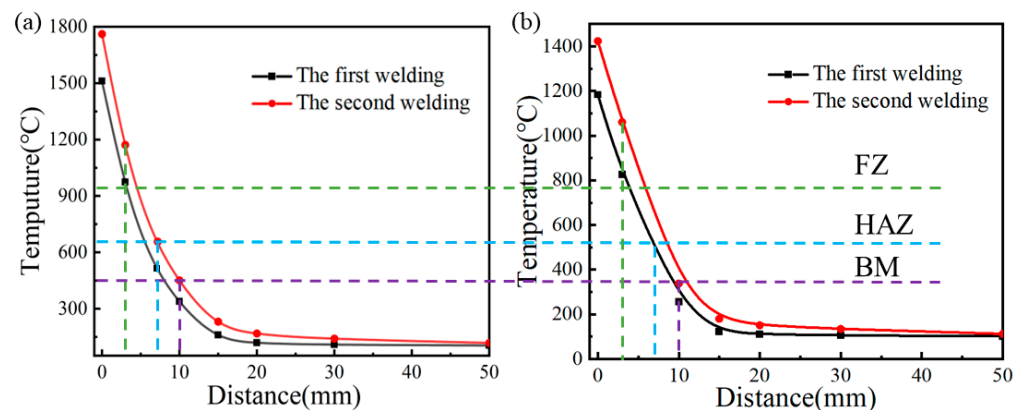 (a)
1800
1500
1200
900
600
300
Temputure(℃)
The first welding
The second welding
0
10
20
30
40
50
Distance(mm)
(b)
1400
1200
1000
800
600
400
200
0
Temperature(℃)
The first welding
The second welding
FZ
HAZ
BM
0
10
20
30
40
50
Distance(mm)